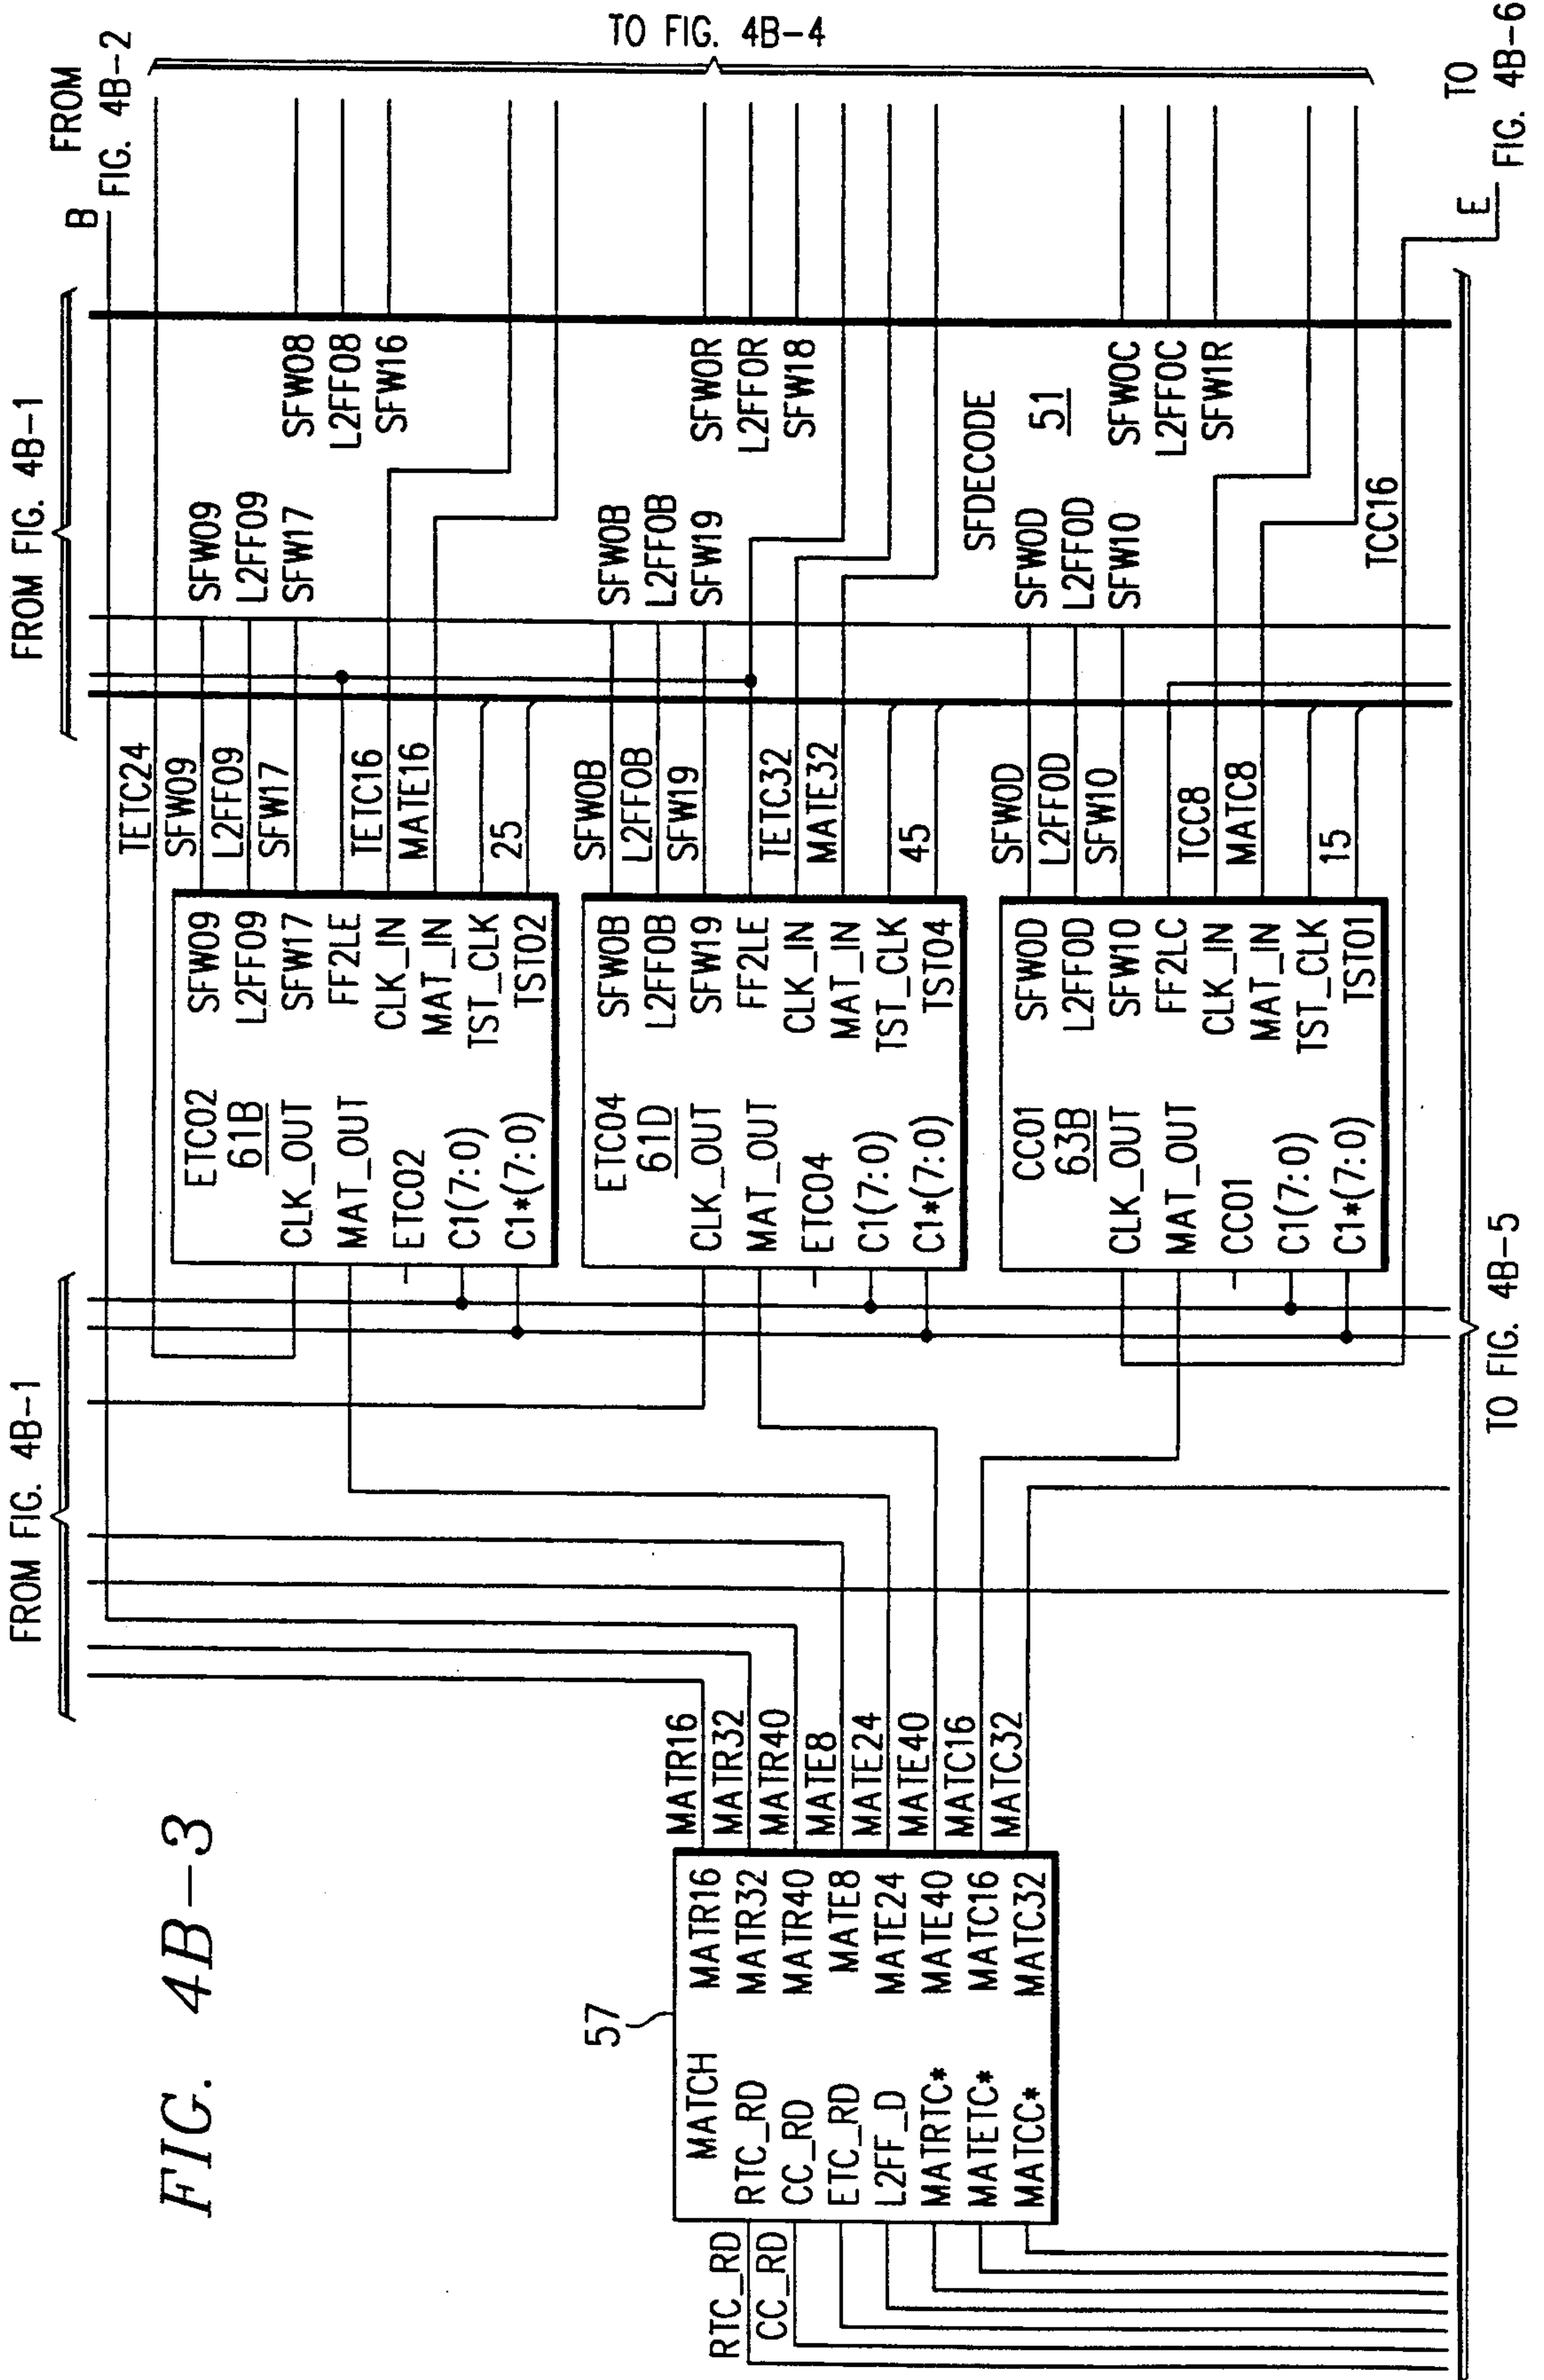 FIG. 4B-3
FROM FIG. 4B-1
FROM FIG. 4B-1
FROM
FIG. 4B-2
B
TO FIG. 4B-4
TO
FIG. 4B-6
E
TO FIG. 4B-5
57
MATCH
RTC_RD
CC_RD
RTC_RD
CC_RD
ETC_RD
L2FF_D
MATRTC*
MATETC*
MATCC*
MATR16
MATR32
MATR40
MATE8
MATE24
MATE40
MATC16
MATC32
MATR16
MATR32
MATR40
MATE8
MATE24
MATE40
MATC16
MATC32
ETC02
61B
CLK_OUT
MAT_OUT
ETC02
C1(7:0)
C1*(7:0)
SFW09
L2FF09
SFW17
FF2LE
CLK_IN
MAT_IN
TST_CLK
TST02
TETC24
SFW09
L2FF09
SFW17
TETC16
MATE16
25
SFW09
L2FF09
SFW17
SFW08
L2FF08
SFW16
ETC04
61D
CLK_OUT
MAT_OUT
ETC04
C1(7:0)
C1*(7:0)
SFW0B
L2FF0B
SFW19
FF2LE
CLK_IN
MAT_IN
TST_CLK
TST04
SFW0B
L2FF0B
SFW19
TETC32
MATE32
45
SFW0B
L2FF0B
SFW19
SFW0R
L2FF0R
SFW18
SFDECODE
51
CC01
63B
CLK_OUT
MAT_OUT
CC01
C1(7:0)
C1*(7:0)
SFW0D
L2FF0D
SFW10
FF2LC
CLK_IN
MAT_IN
TST_CLK
TST01
SFW0D
L2FF0D
SFW10
TCC8
MATC8
15
SFW0D
L2FF0D
SFW10
SFW0C
L2FF0C
SFW1R
TCC16